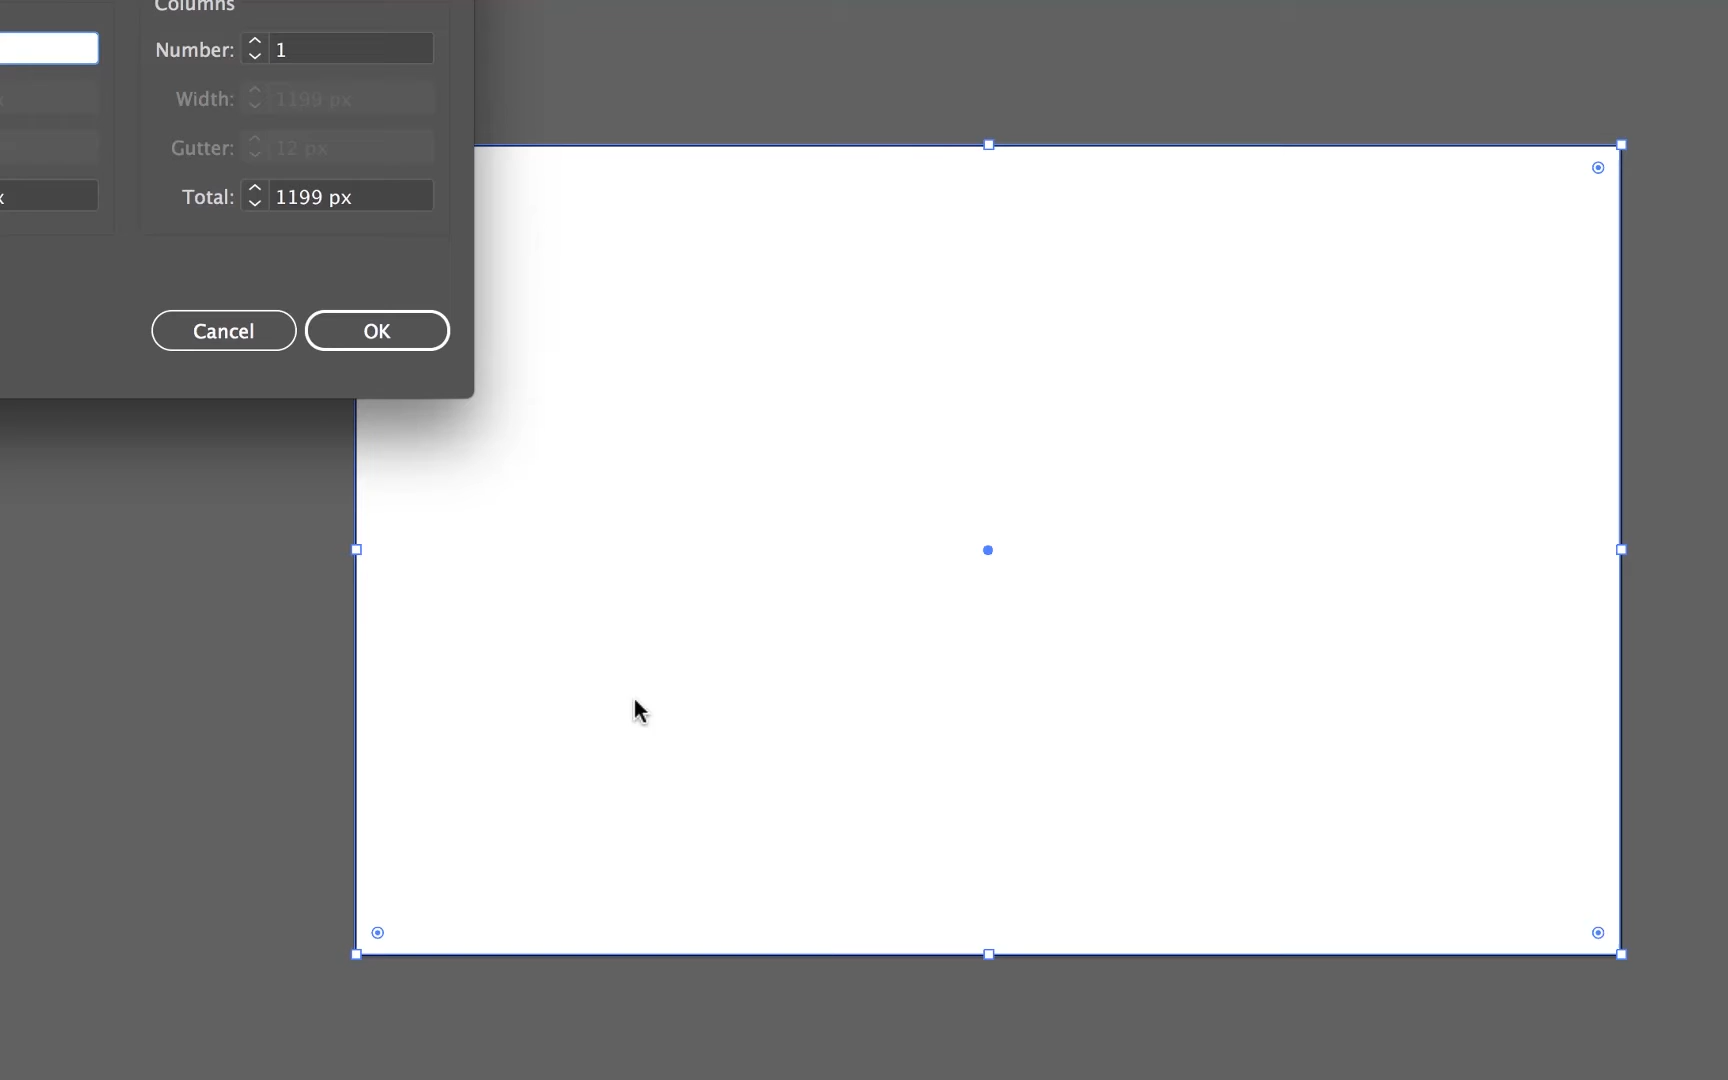 Columns
Number: 1
x Width: 1199 px
Gutter: 12 px
x Total: 1199 px
Cancel OK